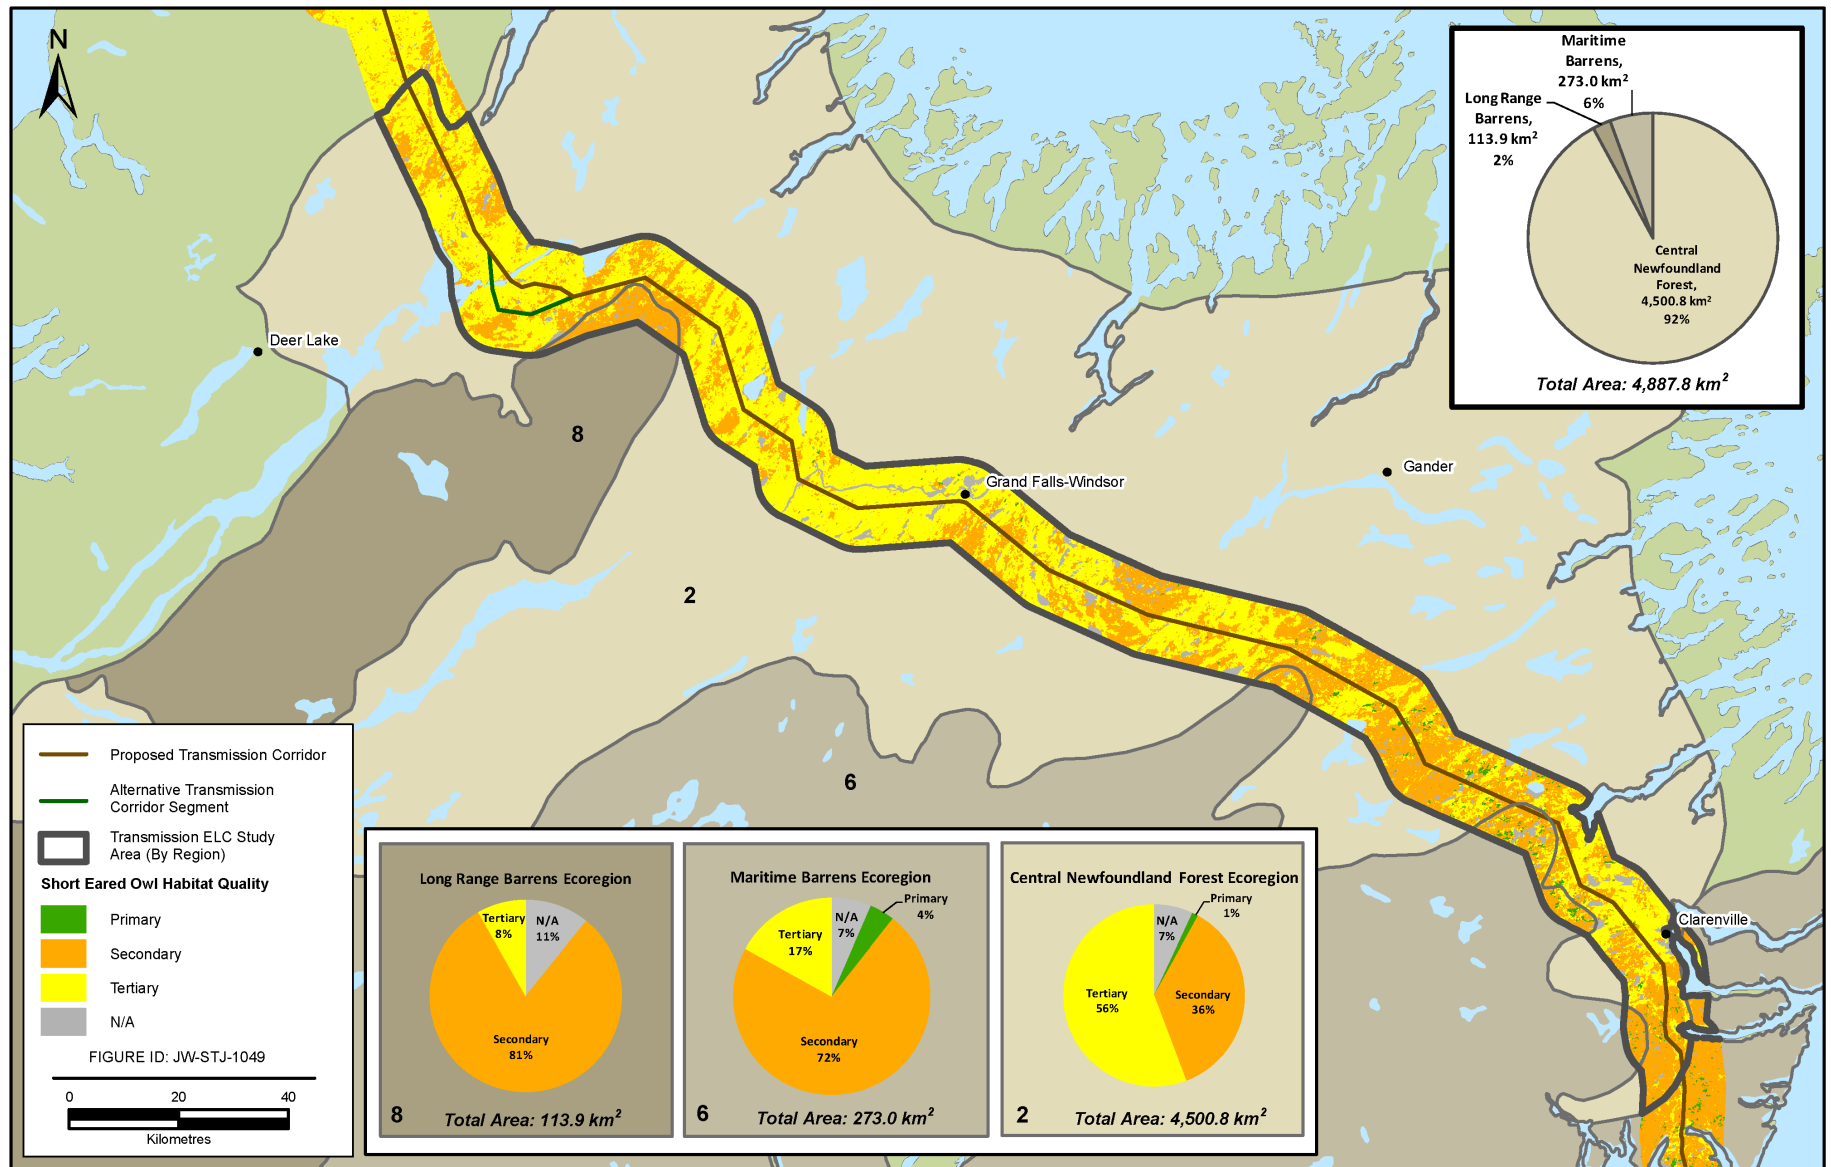 N
Maritime
Barrens,
273.0 km²
6%
Long Range
Barrens,
113.9 km²
2%
Central
Newfoundland
Forest,
4,500.8 km²
92%
Total Area: 4,887.8 km²
Deer Lake
8
Grand Falls-Windsor
Gander
2
6
Clarenville
Proposed Transmission Corridor
Alternative Transmission
Corridor Segment
Transmission ELC Study
Area (By Region)
Short Eared Owl Habitat Quality
Primary
Secondary
Tertiary
N/A
FIGURE ID: JW-STJ-1049
0 20 40
Kilometres
Long Range Barrens Ecoregion
Tertiary
8%
N/A
11%
Secondary
81%
8
Total Area: 113.9 km²
Maritime Barrens Ecoregion
Primary
4%
N/A
7%
Tertiary
17%
Secondary
72%
6
Total Area: 273.0 km²
Central Newfoundland Forest Ecoregion
Primary
1%
N/A
7%
Tertiary
56%
Secondary
36%
2
Total Area: 4,500.8 km²